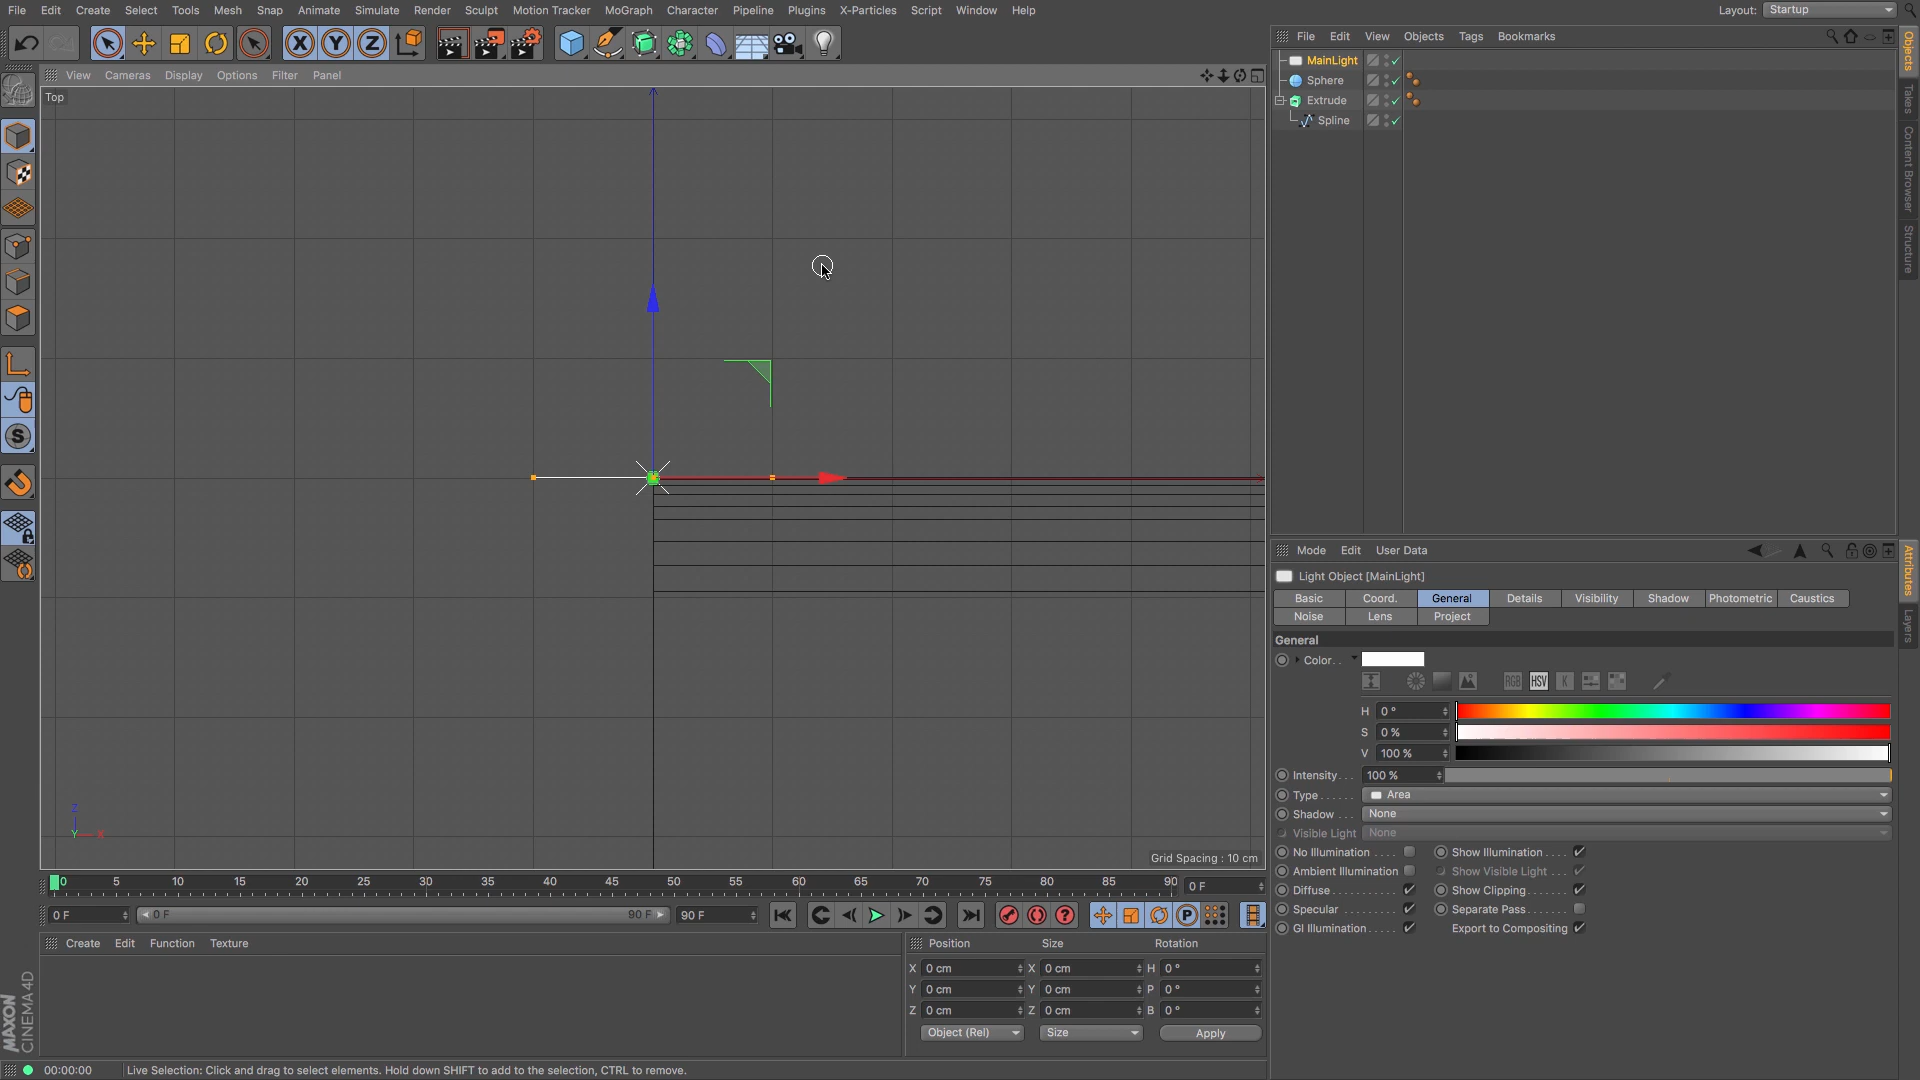 File Edit Create Select Tools Mesh Snap Animate Simulate Render Sculpt Motion Tracker MoGraph Character Pipeline Plugins X-Particles Script Window Help Layout: Startup
File Edit View Objects Tags Bookmarks
View Cameras Display Options Filter Panel
Top
MainLight
Sphere
Extrude
Spline
Objects
Takes
Content Browser
Structure
Mode Edit User Data
Light Object [MainLight]
Basic Coord. General Details Visibility Shadow Photometric Caustics
Noise Lens Project
General
Color. .
RGB HSV K
H 0 °
S 0 %
V 100 %
Intensity. . . 100 %
Type . . . . . . Area
Shadow . . . None
Visible Light None
No Illumination . . . . Show Illumination . . . .
Ambient Illumination Show Visible Light . . .
Diffuse. . . . . . . . . . . Show Clipping. . . . . . .
Specular . . . . . . . . . Separate Pass. . . . . . .
GI Illumination. . . . . Export to Compositing
Attributes
Layers
Z
Y X
Grid Spacing : 10 cm
0 5 10 15 20 25 30 35 40 45 50 55 60 65 70 75 80 85 90 0 F
0 F 0 F 90 F 90 F
P
Create Edit Function Texture
Position Size Rotation
X 0 cm X 0 cm H 0 °
Y 0 cm Y 0 cm P 0 °
Z 0 cm Z 0 cm B 0 °
Object (Rel) Size Apply
MAXON
CINEMA 4D
00:00:00 Live Selection: Click and drag to select elements. Hold down SHIFT to add to the selection, CTRL to remove.